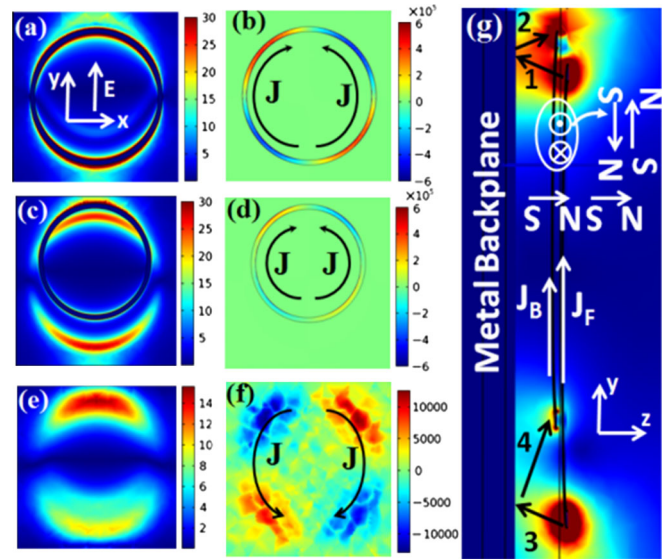 (a)
y
E
x
30
25
20
15
10
5
(b)
J
J
×10⁵
6
4
2
0
−2
−4
−6
(c)
30
25
20
15
10
5
(d)
J
J
×10⁵
6
4
2
0
−2
−4
−6
(e)
14
12
10
8
6
4
2
(f)
J
J
10000
5000
0
−5000
−10000
(g)
2
1
S
N
N
S
S N S N
Metal Backplane
J_B
J_F
y
z
4
3